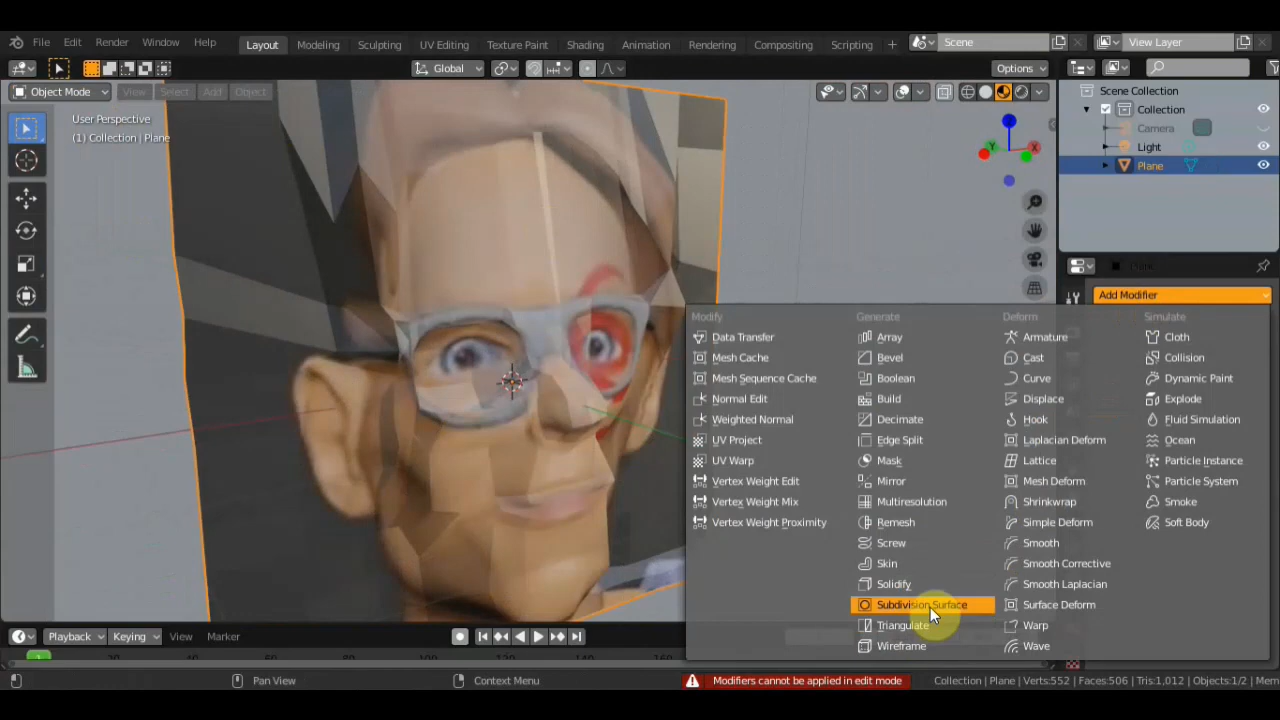 File Edit Render Window Help Layout Modeling Sculpting UV Editing Texture Paint Shading Animation Rendering Compositing Scripting + Scene View Layer
Global Options
Object Mode View Select Add Object
User Perspective
(1) Collection | Plane
Z
Y X
Scene Collection
Collection
Camera
Light
Plane
Add Modifier
Modify Generate Deform Simulate
Data Transfer Array Armature Cloth
Mesh Cache Bevel Cast Collision
Mesh Sequence Cache Boolean Curve Dynamic Paint
Normal Edit Build Displace Explode
Weighted Normal Decimate Hook Fluid Simulation
UV Project Edge Split Laplacian Deform Ocean
UV Warp Mask Lattice Particle Instance
Vertex Weight Edit Mirror Mesh Deform Particle System
Vertex Weight Mix Multiresolution Shrinkwrap Smoke
Vertex Weight Proximity Remesh Simple Deform Soft Body
Screw Smooth
Skin Smooth Corrective
Solidify Smooth Laplacian
Subdivision Surface Surface Deform
Triangulate Warp
Wireframe Wave
Playback Keying View Marker
Pan View Context Menu Modifiers cannot be applied in edit mode Collection | Plane | Verts:552 | Faces:506 | Tris:1,012 | Objects:1/2 | Mem